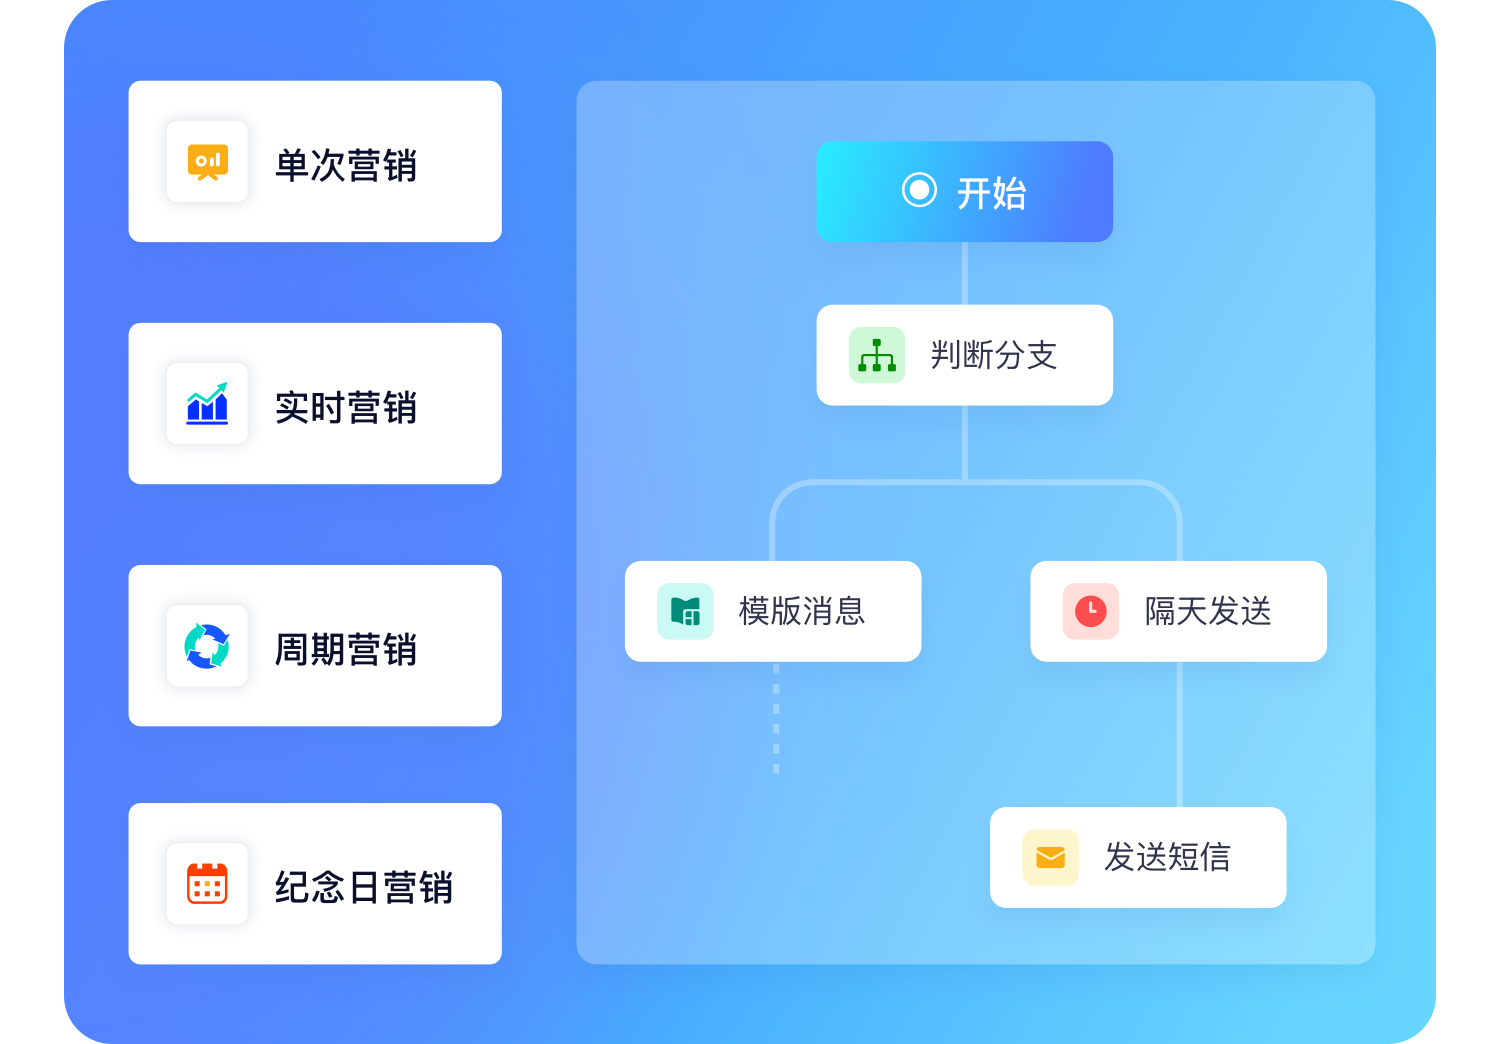 单次营销
实时营销
周期营销
纪念日营销
开始
判断分支
模版消息
隔天发送
发送短信